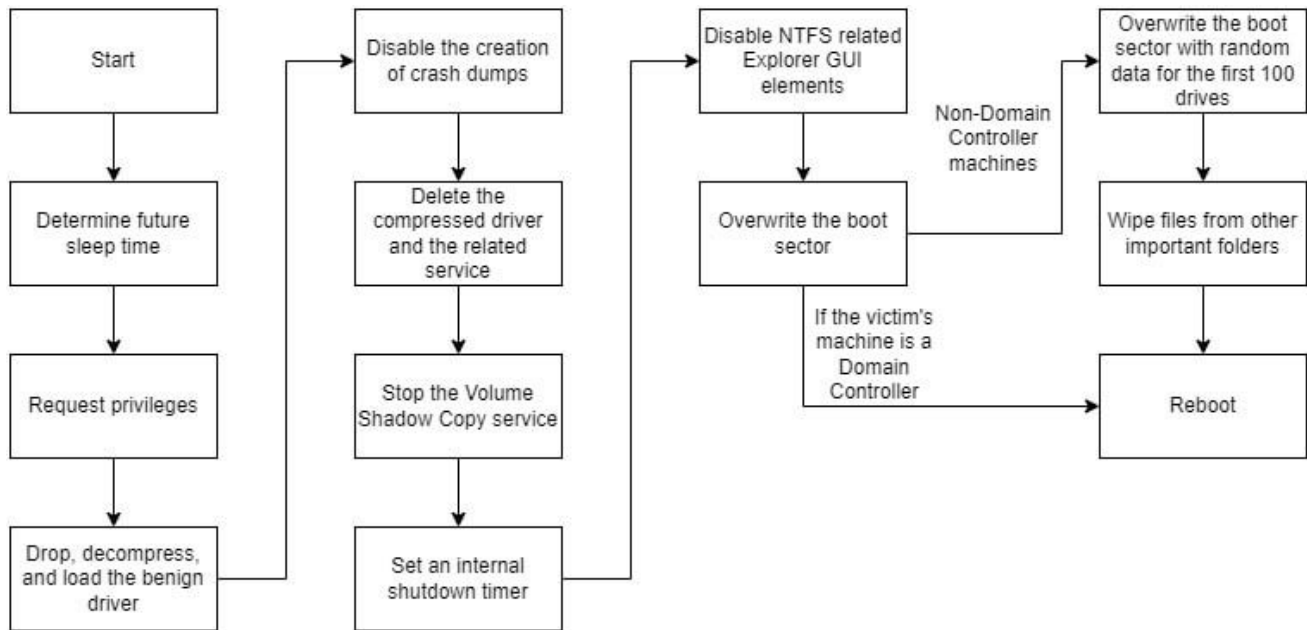 Start
Determine future
sleep time
Request privileges
Drop, decompress,
and load the benign
driver
Disable the creation
of crash dumps
Delete the
compressed driver
and the related
service
Stop the Volume
Shadow Copy service
Set an internal
shutdown timer
Disable NTFS related
Explorer GUI
elements
Overwrite the boot
sector
Non-Domain
Controller
machines
If the victim's
machine is a
Domain
Controller
Overwrite the boot
sector with random
data for the first 100
drives
Wipe files from other
important folders
Reboot